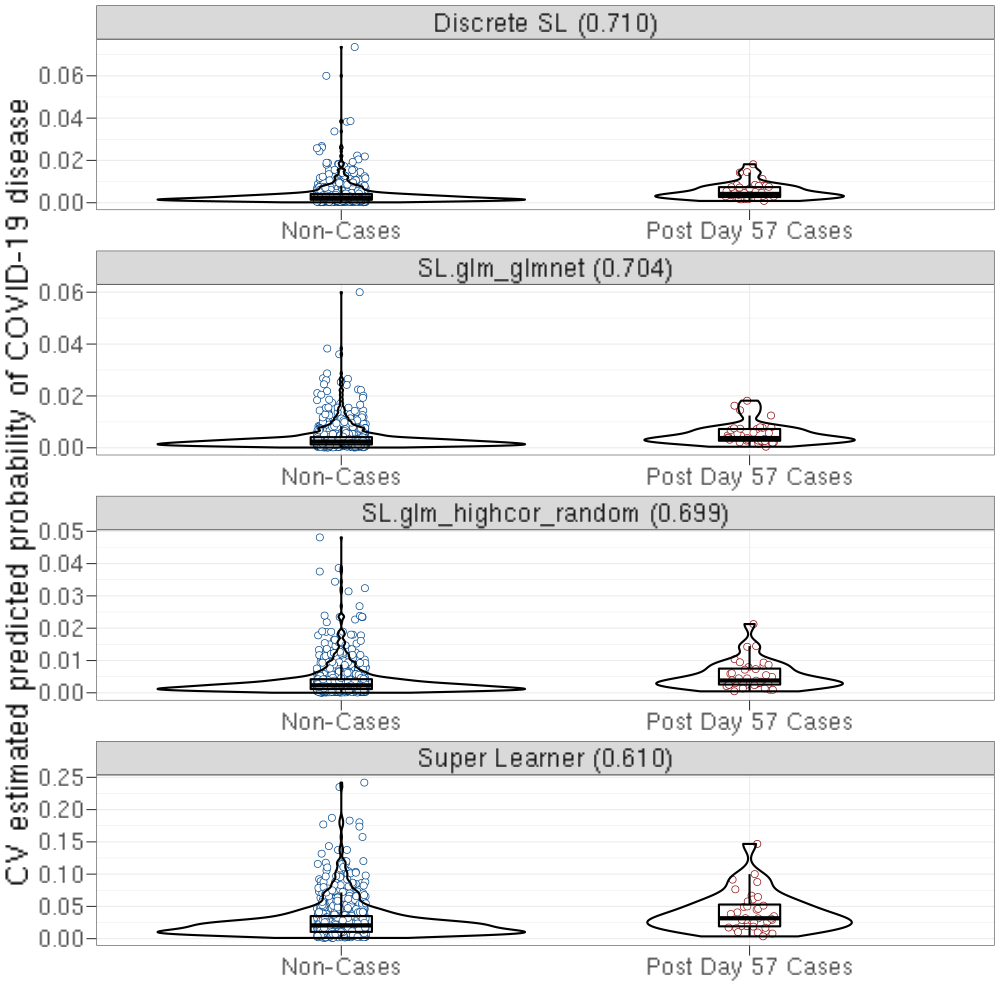 CV estimated predicted probability of COVID-19 disease
Discrete SL (0.710)
0.06
0.04
0.02
0.00
Non-Cases Post Day 57 Cases
SL.glm_glmnet (0.704)
0.06
0.04
0.02
0.00
Non-Cases Post Day 57 Cases
SL.glm_highcor_random (0.699)
0.05
0.04
0.03
0.02
0.01
0.00
Non-Cases Post Day 57 Cases
Super Learner (0.610)
0.25
0.20
0.15
0.10
0.05
0.00
Non-Cases Post Day 57 Cases